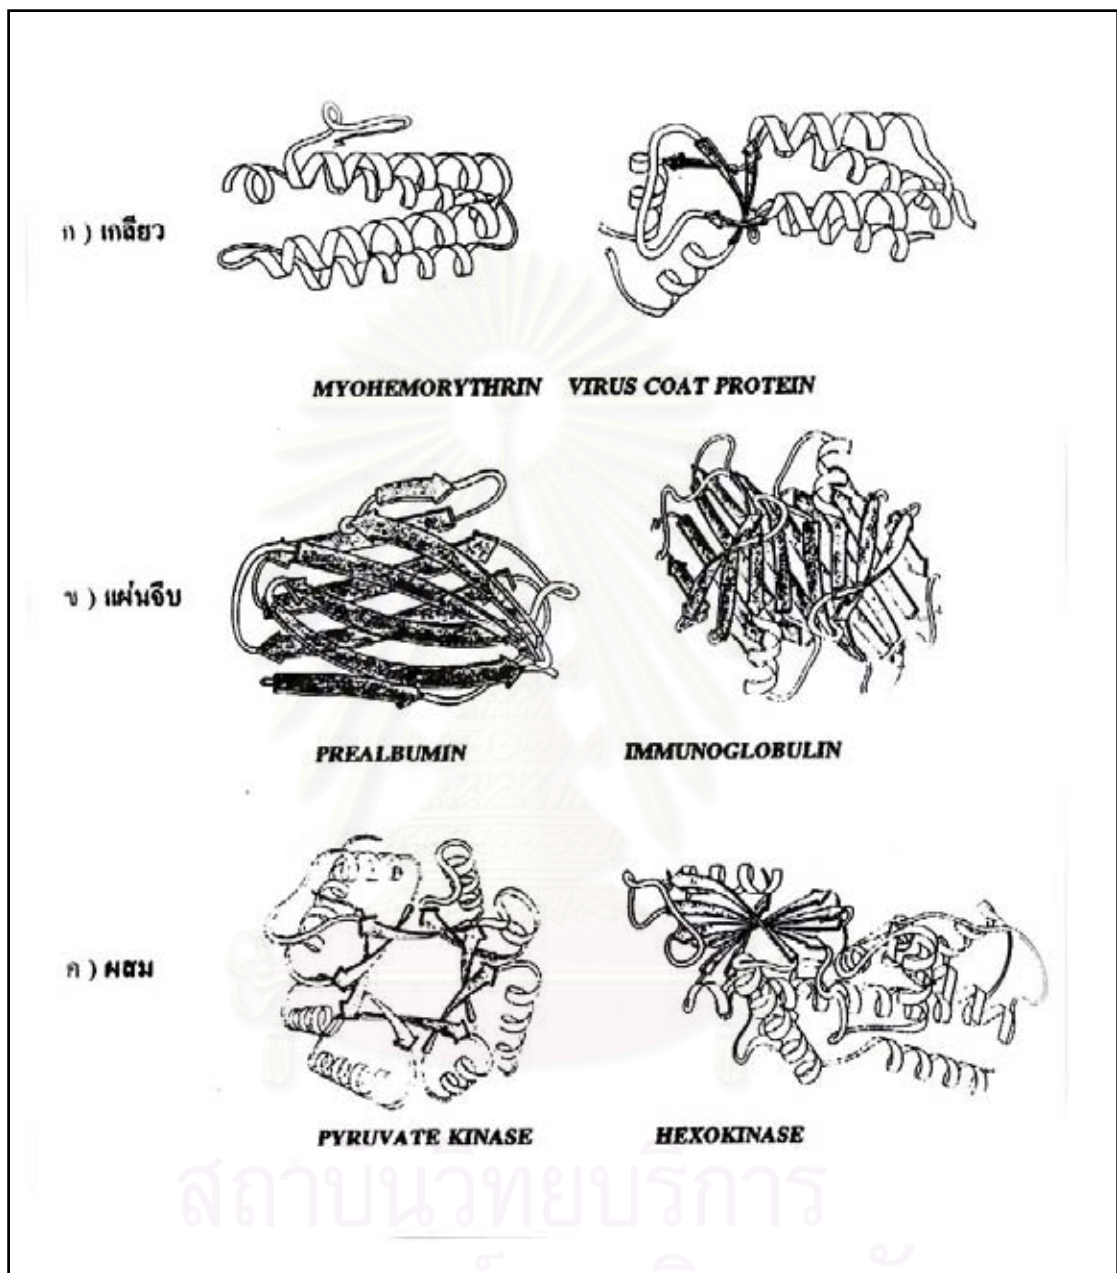 ก ) เกลียว
MYOHEMORYTHRIN VIRUS COAT PROTEIN
ข ) แผ่นจีบ
PREALBUMIN IMMUNOGLOBULIN
ค ) ผสม
PYRUVATE KINASE HEXOKINASE
สถาบันวิทยบริการ